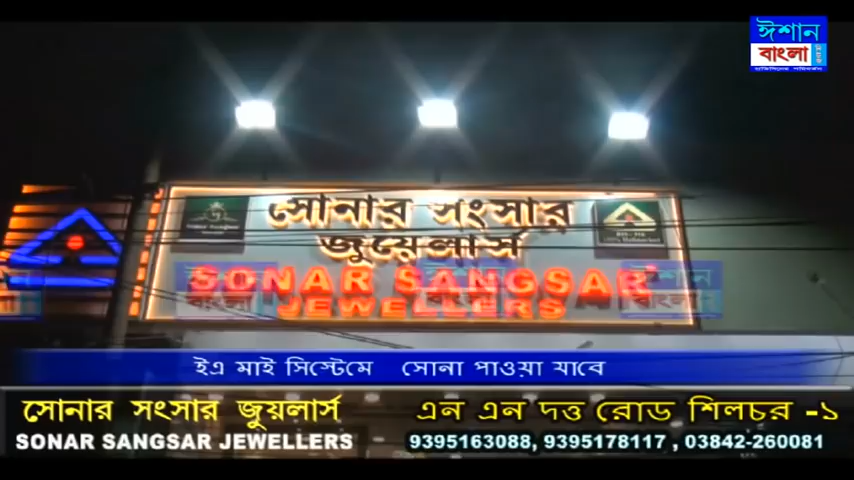 ঈশান
বাংলা
সোনার সংসার
জুয়েলার্স
SONAR SANGSAR
JEWELLERS
ইএ মাই সিস্টেমে সোনা পাওয়া যাবে
সোনার সংসার জুয়লার্স - এন এন দত্ত রোড শিলচর -১
SONAR SANGSAR JEWELLERS 9395163088, 9395178117 , 03842-260081